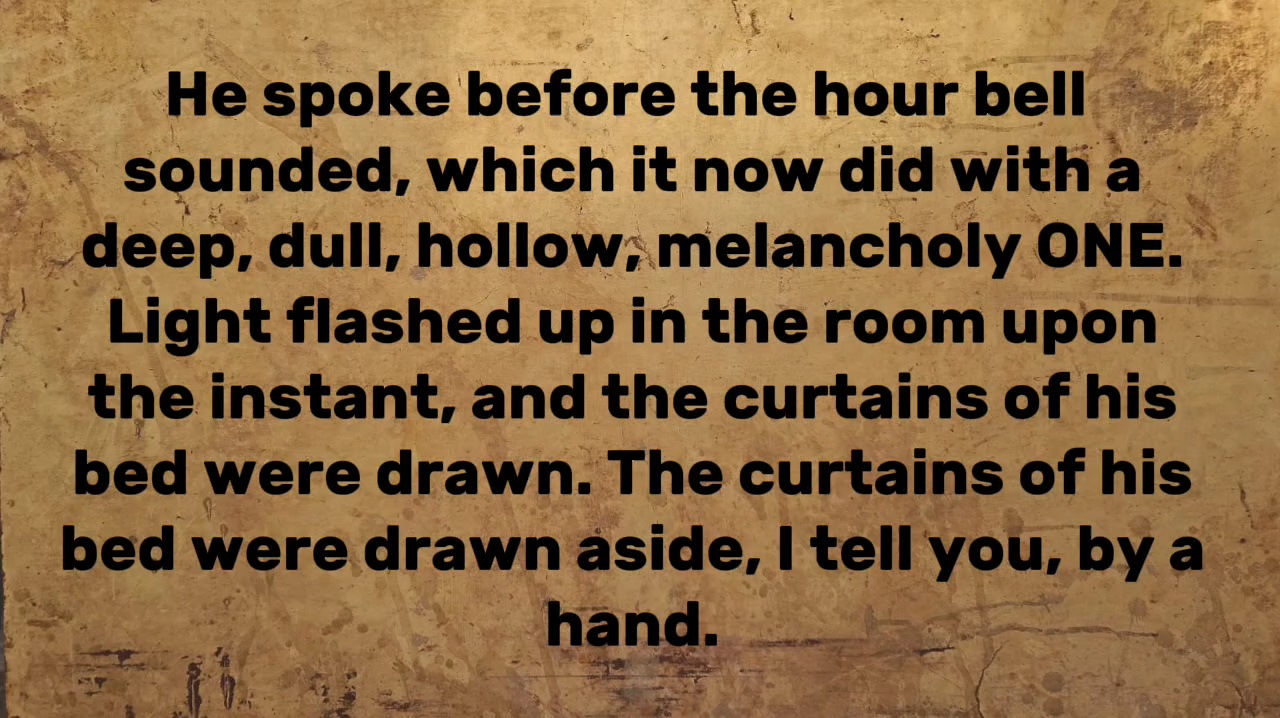 He spoke before the hour bell
sounded, which it now did with a
deep, dull, hollow, melancholy ONE.
Light flashed up in the room upon
the instant, and the curtains of his
bed were drawn. The curtains of his
bed were drawn aside, I tell you, by a
hand.